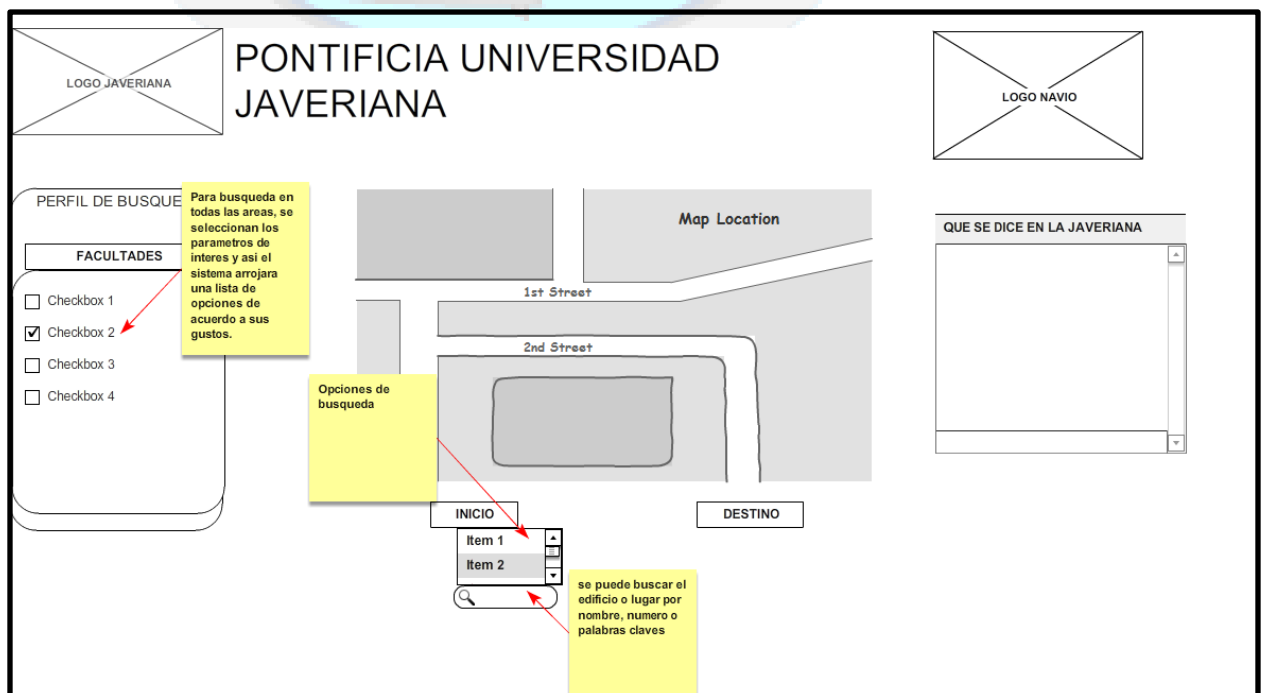 LOGO JAVERIANA
PONTIFICIA UNIVERSIDAD
JAVERIANA
LOGO NAVIO
PERFIL DE BUSQUE
FACULTADES
Checkbox 1
Checkbox 2
Checkbox 3
Checkbox 4
Para busqueda en
todas las areas, se
seleccionan los
parametros de
interes y asi el
sistema arrojara
una lista de
opciones de
acuerdo a sus
gustos.
Map Location
1st Street
2nd Street
QUE SE DICE EN LA JAVERIANA
Opciones de
busqueda
INICIO
DESTINO
Item 1
Item 2
se puede buscar el
edificio o lugar por
nombre, numero o
palabras claves